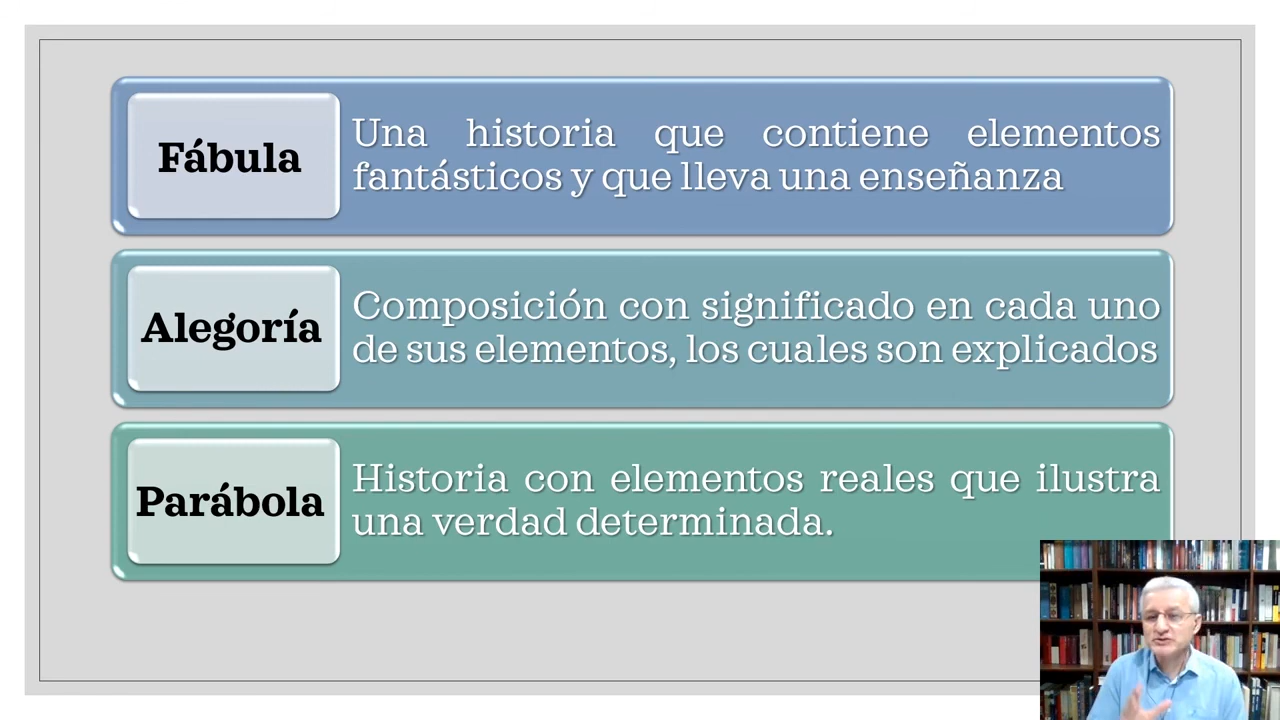 Fábula
Una historia que contiene elementos
fantásticos y que lleva una enseñanza
Alegoría
Composición con significado en cada uno
de sus elementos, los cuales son explicados
Parábola
Historia con elementos reales que ilustra
una verdad determinada.